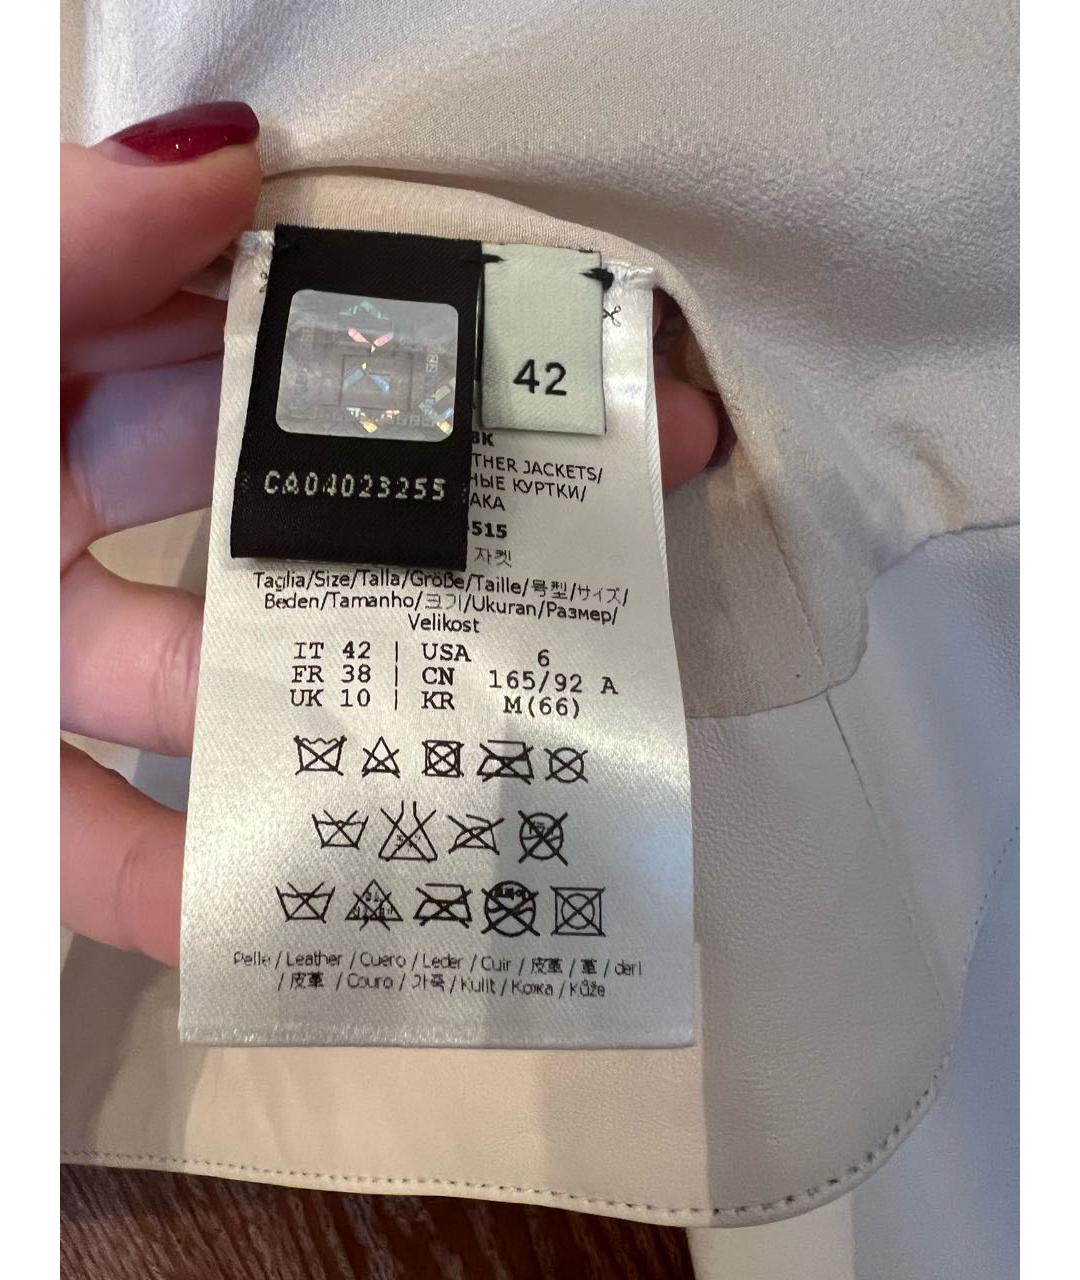 42
CA04023255
ЗК
THER JACKETS/
НЫЕ КУРТКИ/
АКА
515
자켓
Taglia/Size/Talla/Größe/Taille/号型/サイズ/
Beden/Tamanho/크기/Ukuran/Размер/
Velikost
IT 42 | USA 6
FR 38 | CN 165/92 A
UK 10 | KR M(66)
Pelle / Leather / Cuero / Leder / Cuir / 皮革 / 革 / deri
/ 皮革 / Couro / 가죽 / Kulit / Кожа / Kůže